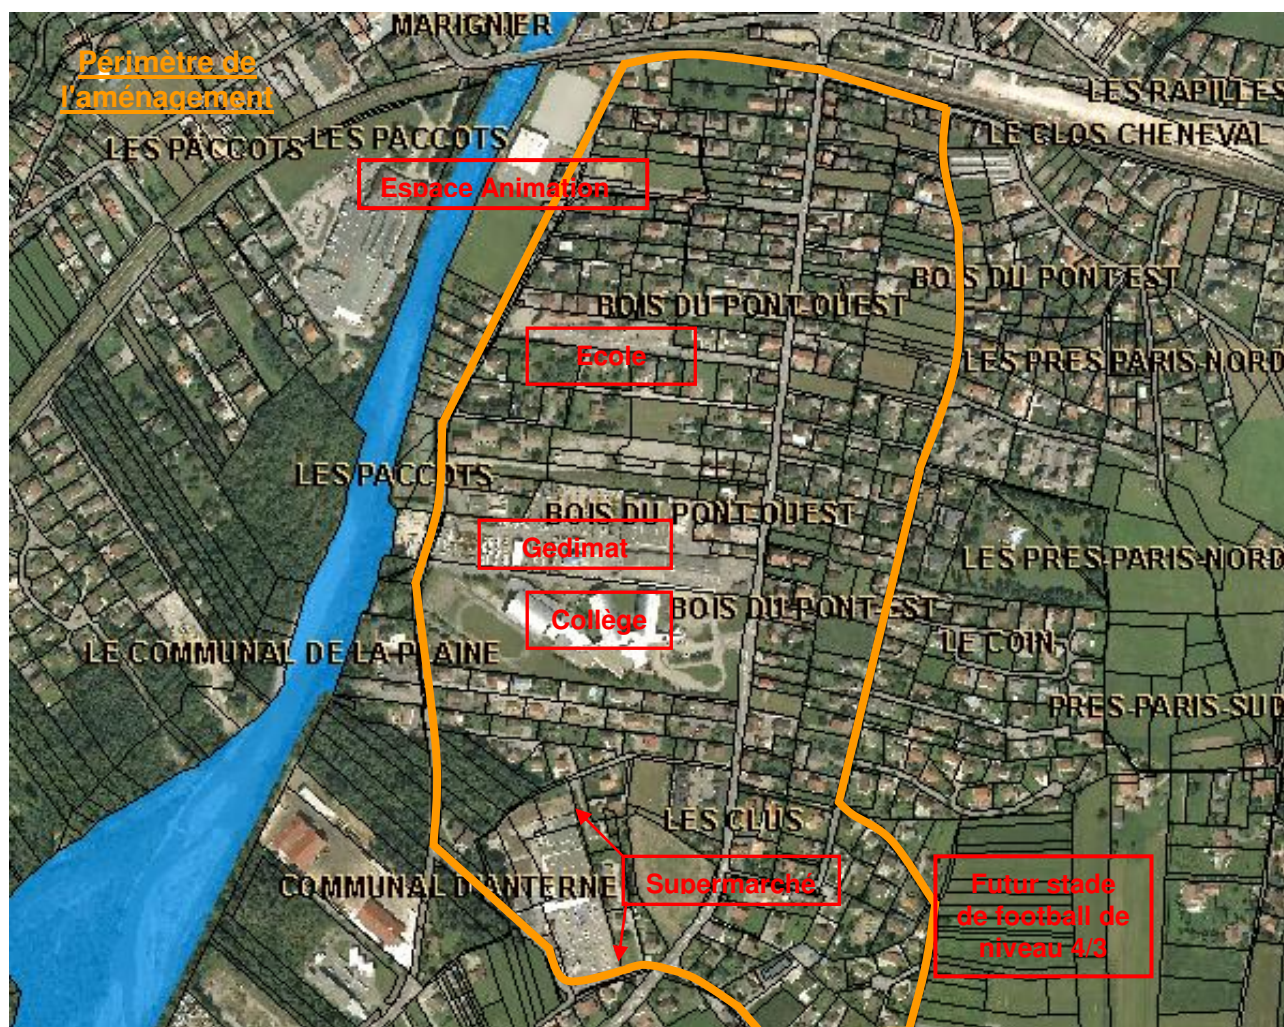 MARIGNIER
Périmètre de
l'aménagement
LES RAPILLES
LES PACCOTS
LES PACCOTS
LE CLOS CHENEVAL
Espace Animation
BOIS DU PONT EST
BOIS DU PONT OUEST
Ecole
LES PRES PARIS-NORD
LES PACCOTS
BOIS DU PONT OUEST
Gedimat
LES PRES PARIS-NORD
BOIS DU PONT EST
Collège
LE COIN
LE COMMUNAL DE LA PLAINE
PRES PARIS-SUD
LES CLUS
COMMUNAL D'ANTERNE
Supermarché
Futur stade
de football de
niveau 4/3